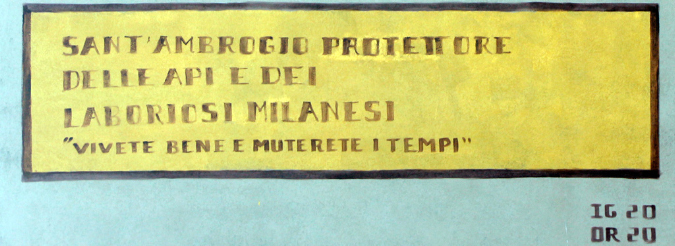 SANT'AMBROGIO PROTETTORE
DELLE API E DEI
LABORIOSI MILANESI
"VIVETE BENE E MUTERETE I TEMPI"
IG 20
OR 20